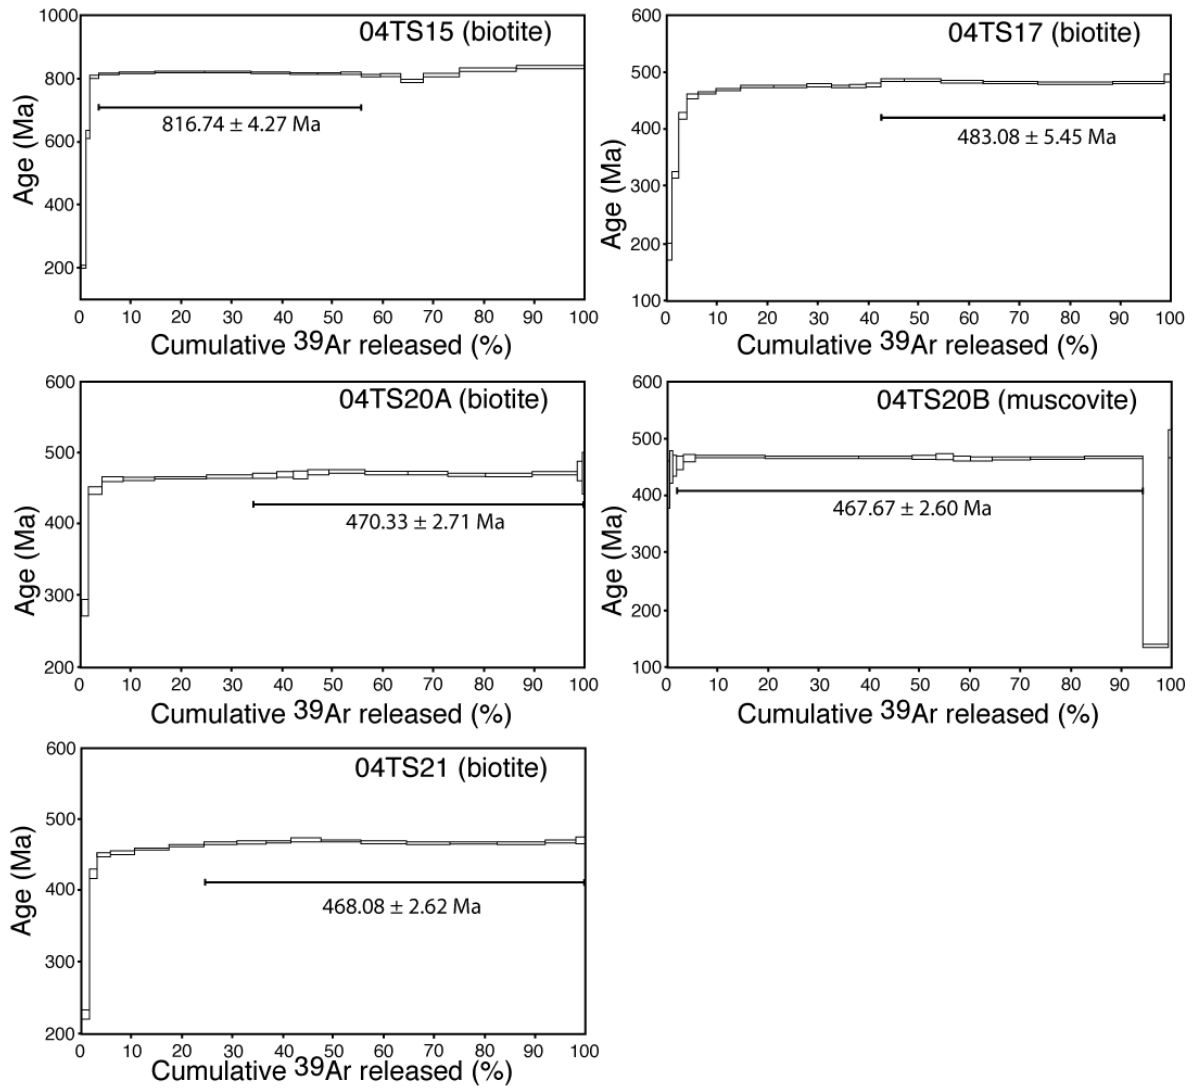 04TS15 (biotite)
Age (Ma)
1000
800
600
400
200
816.74 ± 4.27 Ma
0 10 20 30 40 50 60 70 80 90 100
Cumulative 39Ar released (%)
04TS17 (biotite)
Age (Ma)
600
500
400
300
200
100
483.08 ± 5.45 Ma
0 10 20 30 40 50 60 70 80 90 100
Cumulative 39Ar released (%)
04TS20A (biotite)
Age (Ma)
600
500
400
300
200
470.33 ± 2.71 Ma
0 10 20 30 40 50 60 70 80 90 100
Cumulative 39Ar released (%)
04TS20B (muscovite)
Age (Ma)
600
500
400
300
200
100
467.67 ± 2.60 Ma
0 10 20 30 40 50 60 70 80 90 100
Cumulative 39Ar released (%)
04TS21 (biotite)
Age (Ma)
600
500
400
300
200
468.08 ± 2.62 Ma
0 10 20 30 40 50 60 70 80 90 100
Cumulative 39Ar released (%)